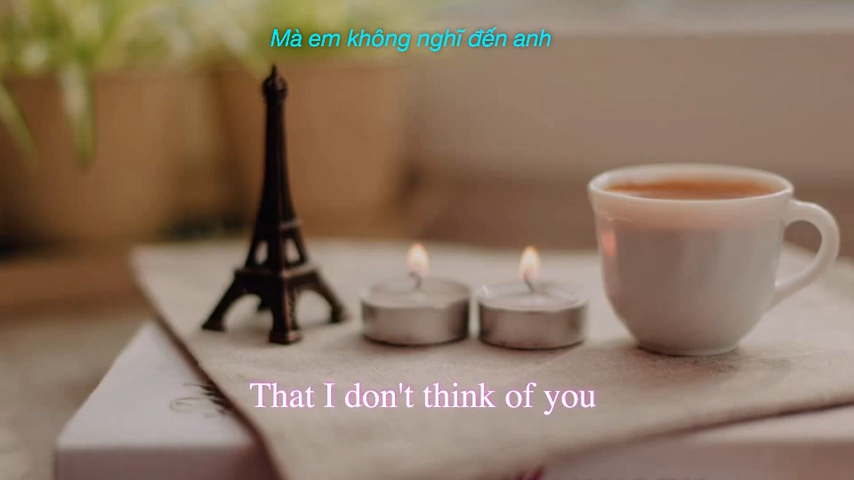 Mà em không nghĩ đến anh
That I don't think of you